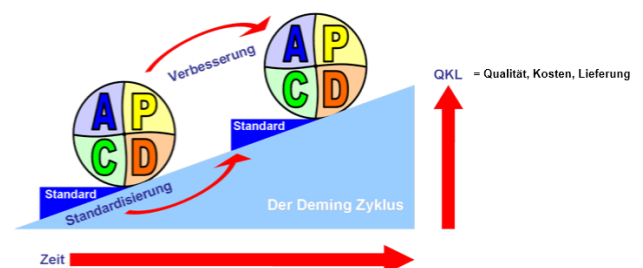 A P
C D
Verbesserung
A P
C D
QKL = Qualität, Kosten, Lieferung
Standard
Standard
Standardisierung
Der Deming Zyklus
Zeit